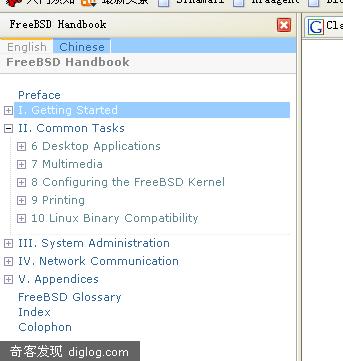 FreeBSD Handbook
English Chinese
FreeBSD Handbook
Preface
I. Getting Started
II. Common Tasks
6 Desktop Applications
7 Multimedia
8 Configuring the FreeBSD Kernel
9 Printing
10 Linux Binary Compatibility
III. System Administration
IV. Network Communication
V. Appendices
FreeBSD Glossary
Index
Colophon
奇客发现 diglog.com